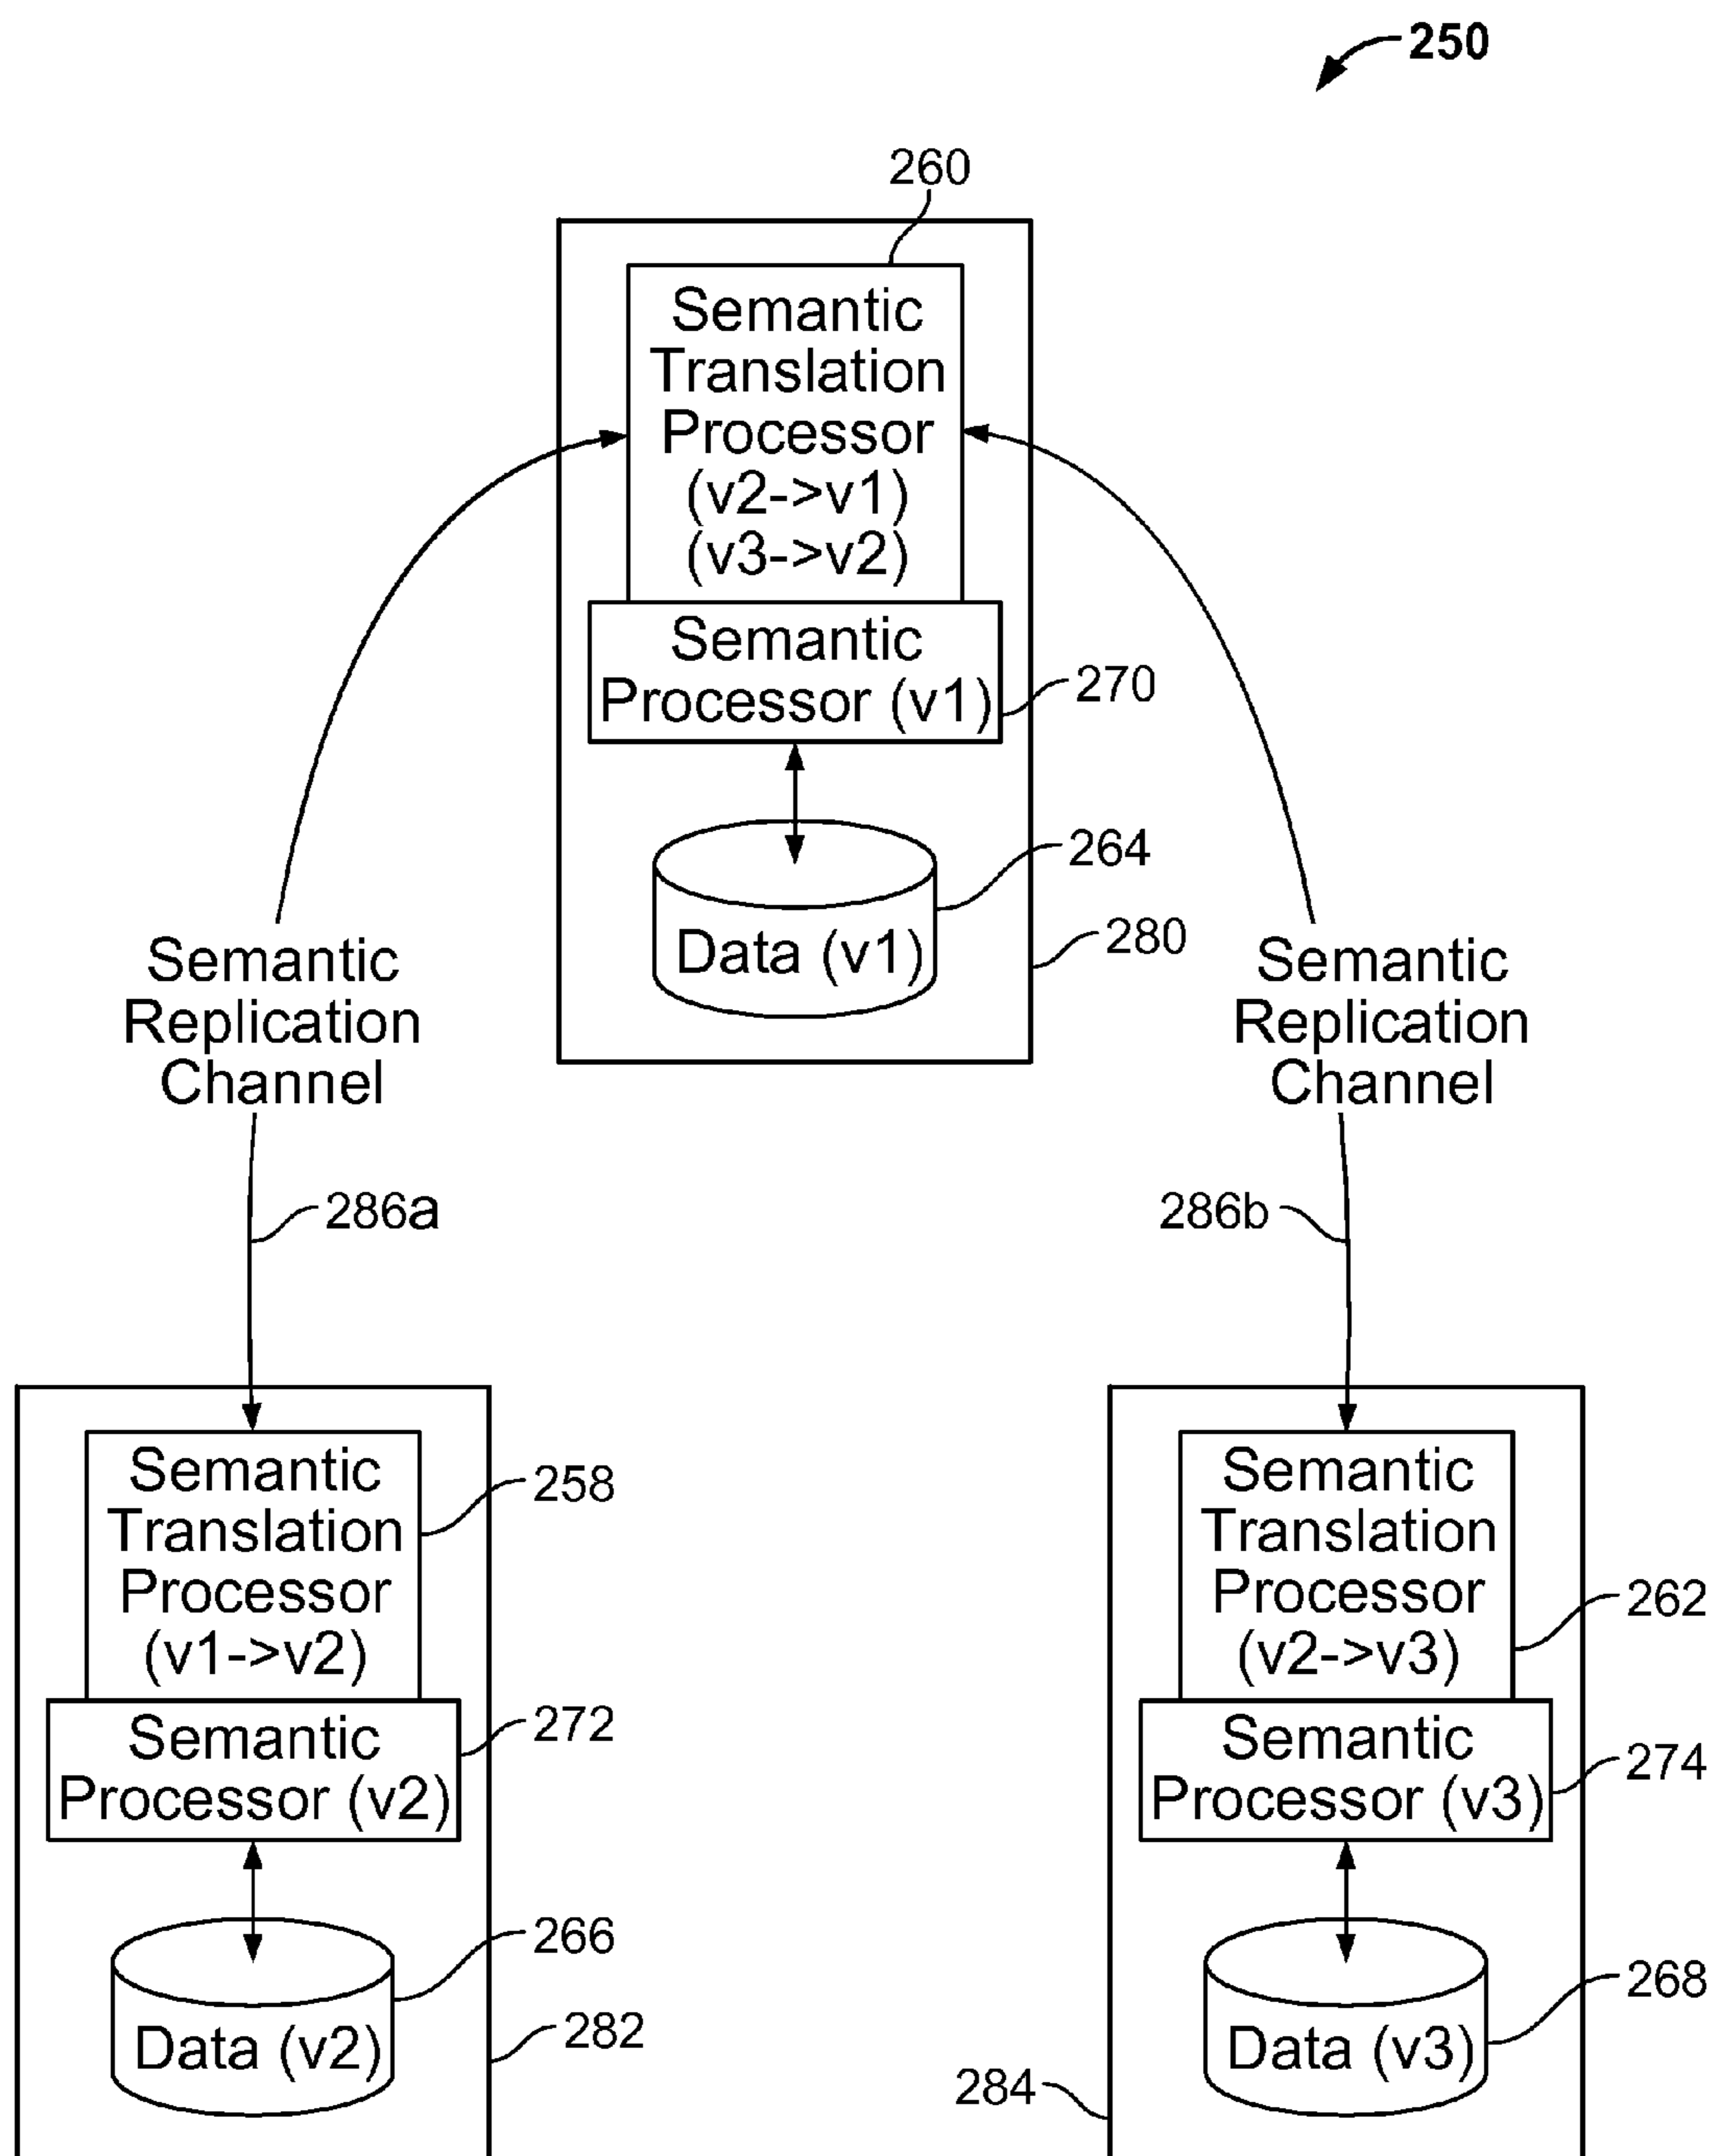 250
260
Semantic
Translation
Processor
(v2->v1)
(v3->v2)
Semantic
Processor (v1)
270
264
Data (v1)
280
Semantic
Replication
Channel
Semantic
Replication
Channel
286a
286b
Semantic
Translation
Processor
(v1->v2)
258
Semantic
Processor (v2)
272
266
Data (v2)
282
Semantic
Translation
Processor
(v2->v3)
262
Semantic
Processor (v3)
274
268
Data (v3)
284